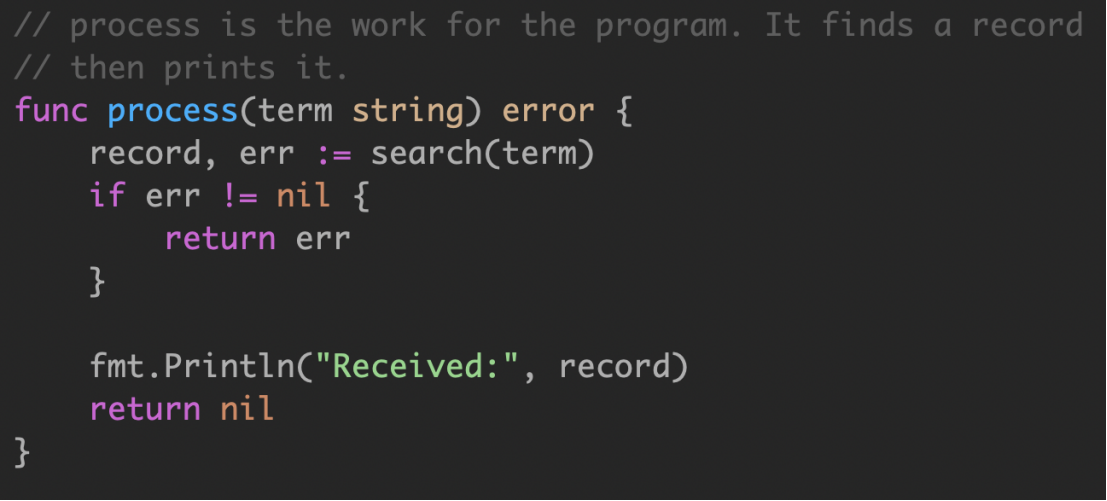 // process is the work for the program. It finds a record
// then prints it.
func process(term string) error {
    record, err := search(term)
    if err != nil {
        return err
    }

    fmt.Println("Received:", record)
    return nil
}